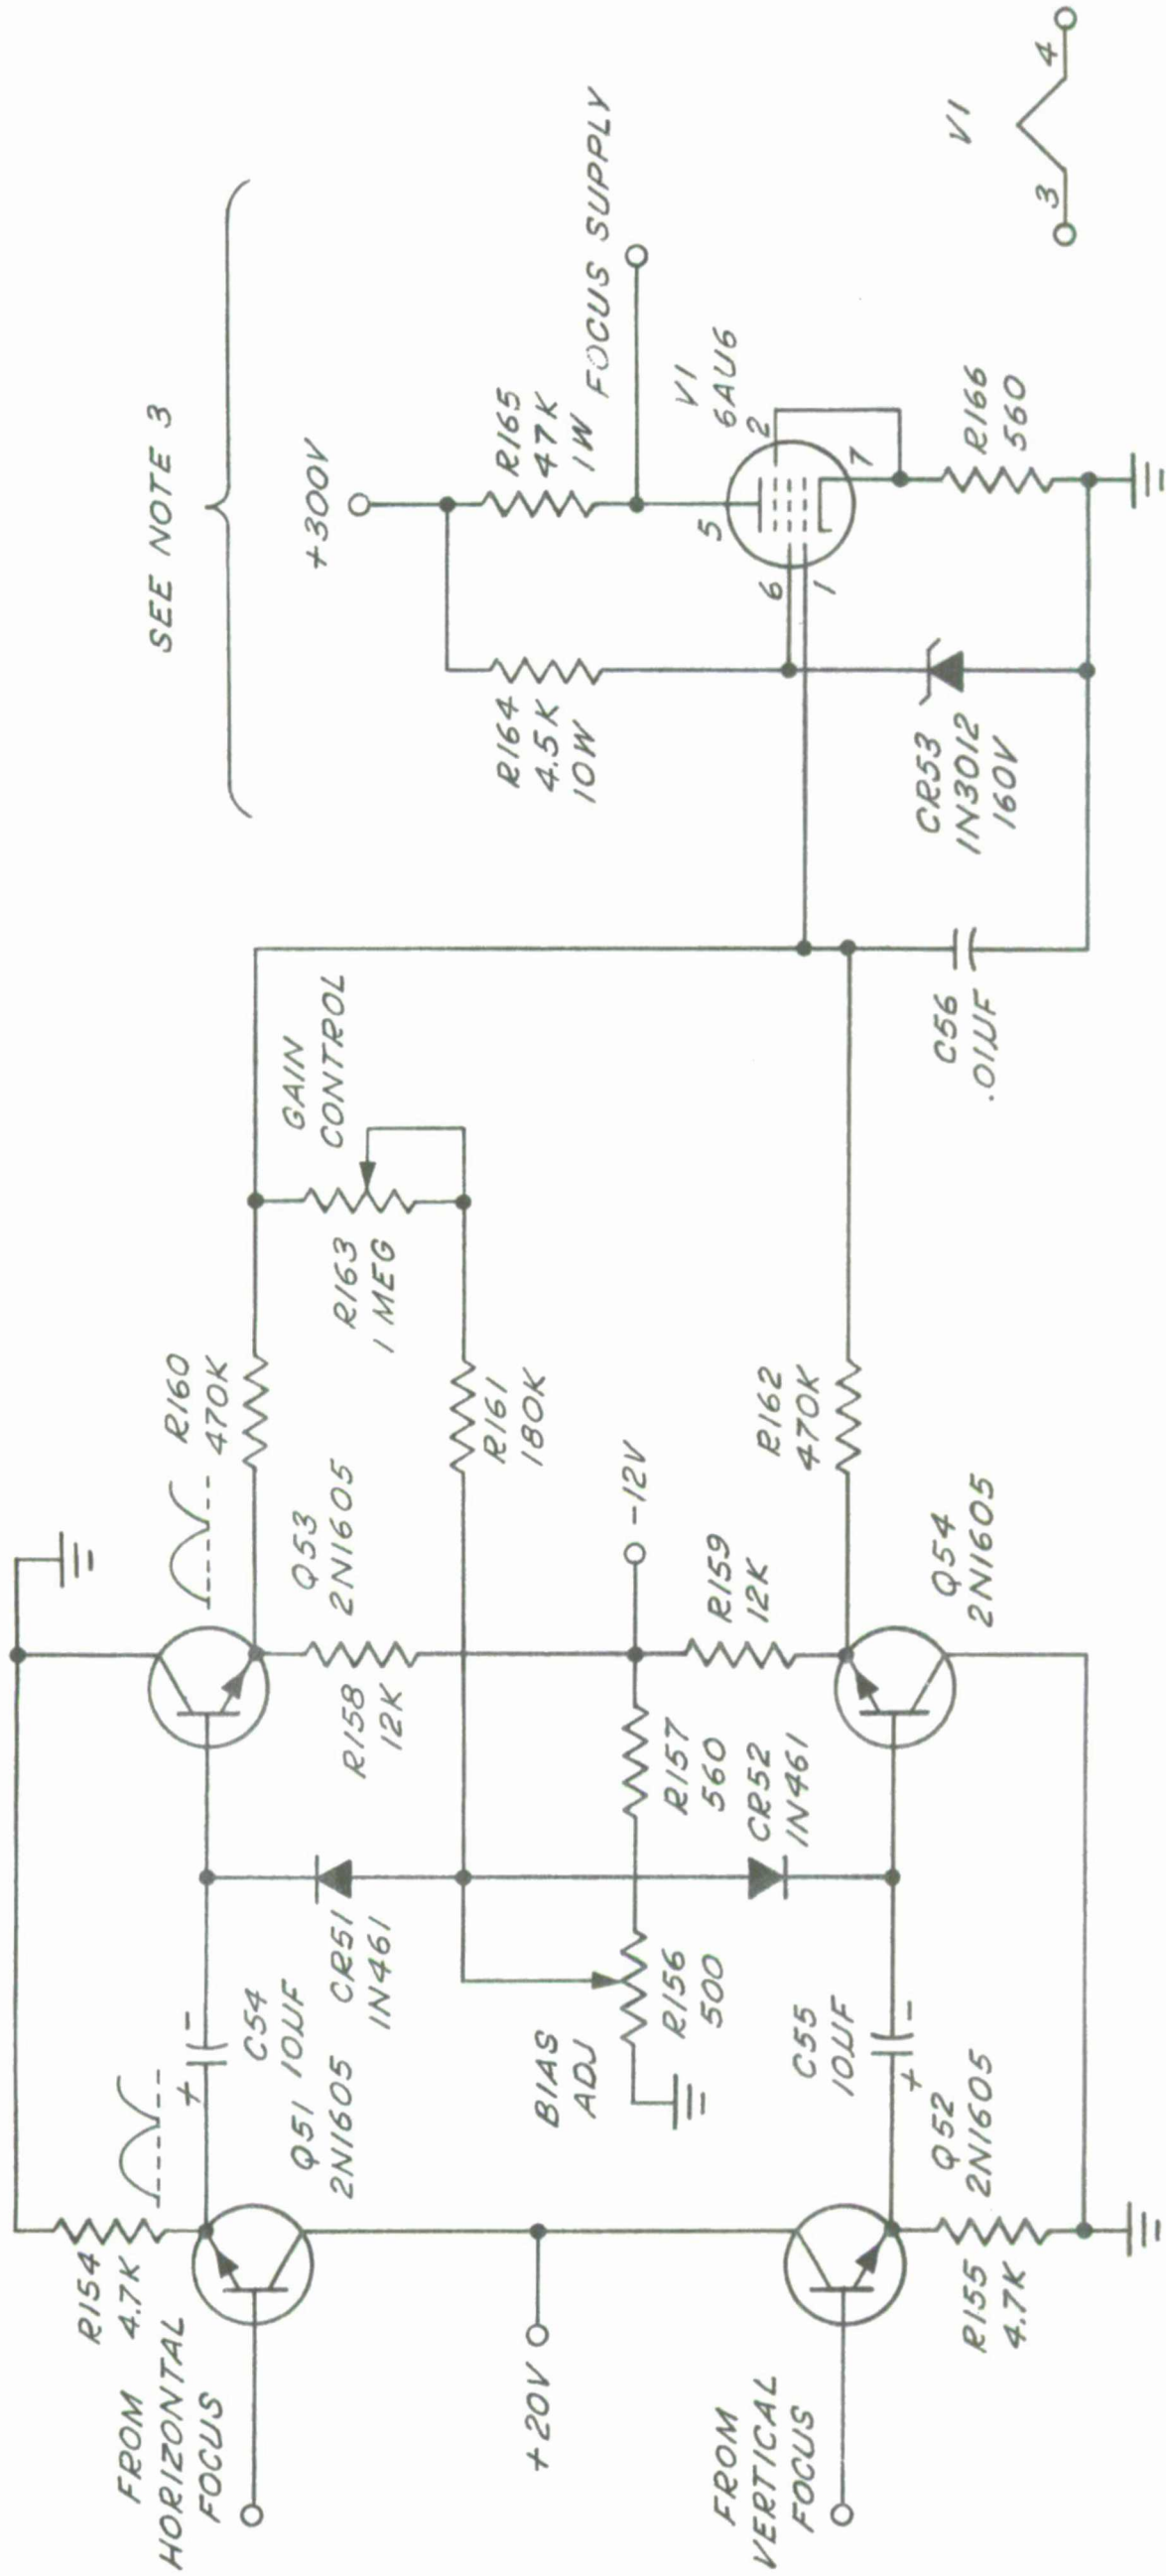 SEE NOTE 3
+300V
R165
47K
1W
FOCUS SUPPLY
R164
4.5K
10W
V1
6AU6
5
6
1
2
7
R166
560
CR53
1N3012
160V
V1
3
4
GAIN
CONTROL
R163
1 MEG
R160
470K
R161
180K
R162
470K
C56
.01UF
Q53
2N1605
R158
12K
-12V
R159
12K
Q54
2N1605
R157
560
CR52
1N461
CR51
1N461
C54
10UF
+
-
Q51
2N1605
BIAS
ADJ
R156
500
C55
10UF
+
-
Q52
2N1605
R154
4.7K
FROM
HORIZONTAL
FOCUS
+20V
FROM
VERTICAL
FOCUS
R155
4.7K